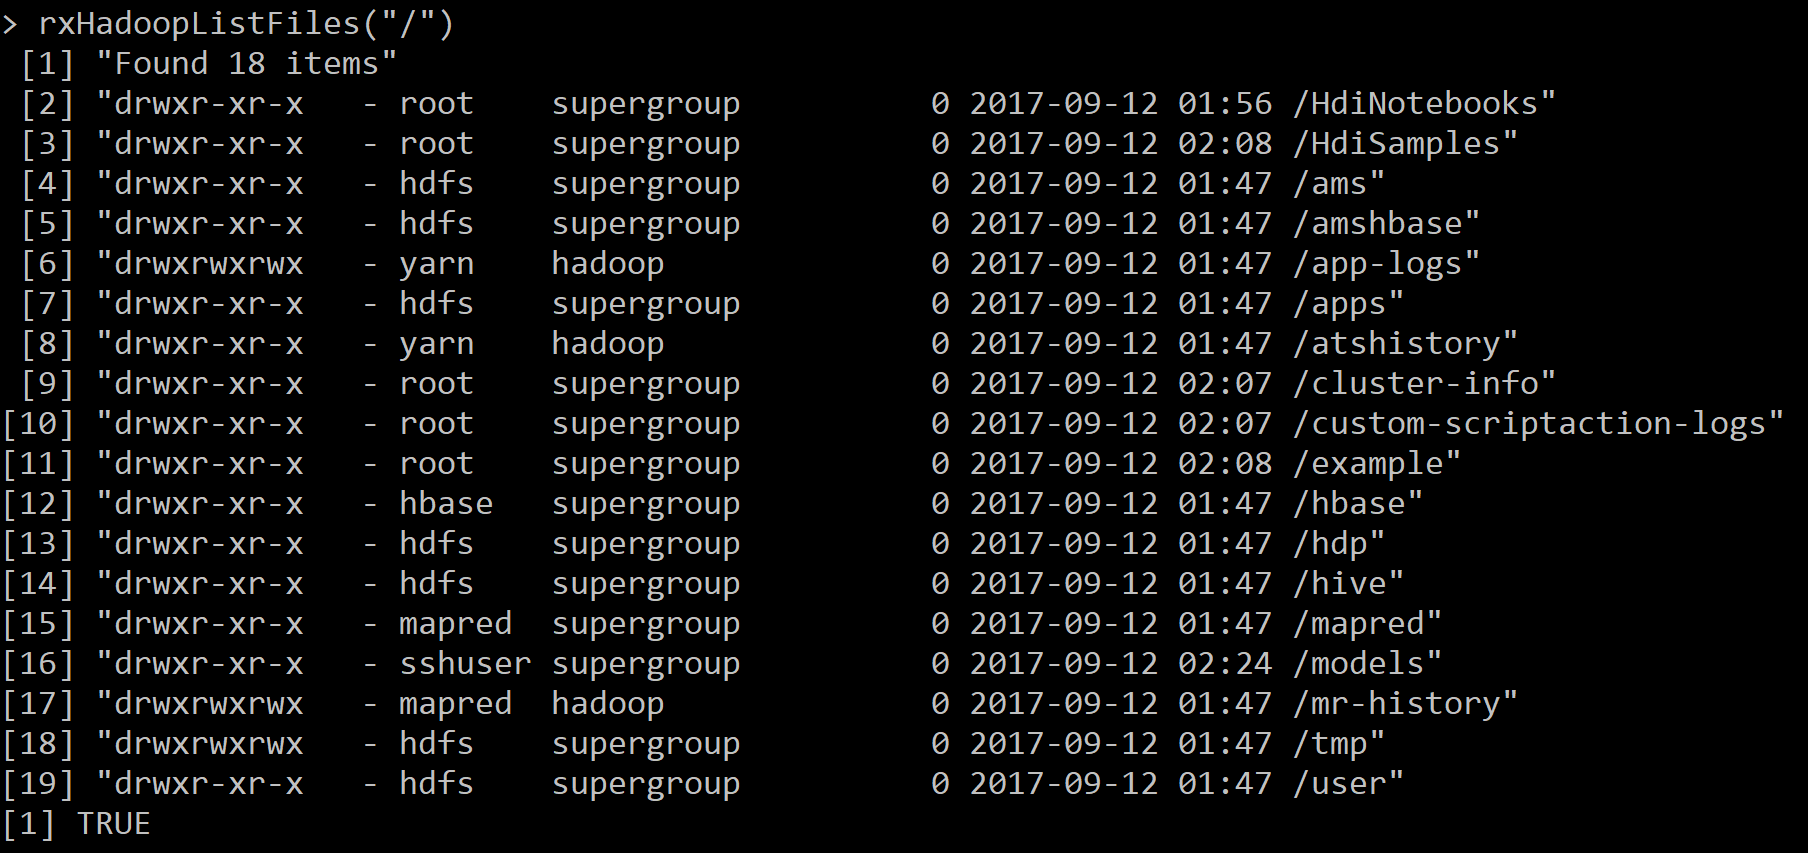 > rxHadoopListFiles("/")
 [1] "Found 18 items"
 [2] "drwxr-xr-x   - root    supergroup          0 2017-09-12 01:56 /HdiNotebooks"
 [3] "drwxr-xr-x   - root    supergroup          0 2017-09-12 02:08 /HdiSamples"
 [4] "drwxr-xr-x   - hdfs    supergroup          0 2017-09-12 01:47 /ams"
 [5] "drwxr-xr-x   - hdfs    supergroup          0 2017-09-12 01:47 /amshbase"
 [6] "drwxrwxrwx   - yarn    hadoop              0 2017-09-12 01:47 /app-logs"
 [7] "drwxr-xr-x   - hdfs    supergroup          0 2017-09-12 01:47 /apps"
 [8] "drwxr-xr-x   - yarn    hadoop              0 2017-09-12 01:47 /atshistory"
 [9] "drwxr-xr-x   - root    supergroup          0 2017-09-12 02:07 /cluster-info"
[10] "drwxr-xr-x   - root    supergroup          0 2017-09-12 02:07 /custom-scriptaction-logs"
[11] "drwxr-xr-x   - root    supergroup          0 2017-09-12 02:08 /example"
[12] "drwxr-xr-x   - hbase   supergroup          0 2017-09-12 01:47 /hbase"
[13] "drwxr-xr-x   - hdfs    supergroup          0 2017-09-12 01:47 /hdp"
[14] "drwxr-xr-x   - hdfs    supergroup          0 2017-09-12 01:47 /hive"
[15] "drwxr-xr-x   - mapred  supergroup          0 2017-09-12 01:47 /mapred"
[16] "drwxr-xr-x   - sshuser supergroup          0 2017-09-12 02:24 /models"
[17] "drwxrwxrwx   - mapred  hadoop              0 2017-09-12 01:47 /mr-history"
[18] "drwxrwxrwx   - hdfs    supergroup          0 2017-09-12 01:47 /tmp"
[19] "drwxr-xr-x   - hdfs    supergroup          0 2017-09-12 01:47 /user"
[1] TRUE